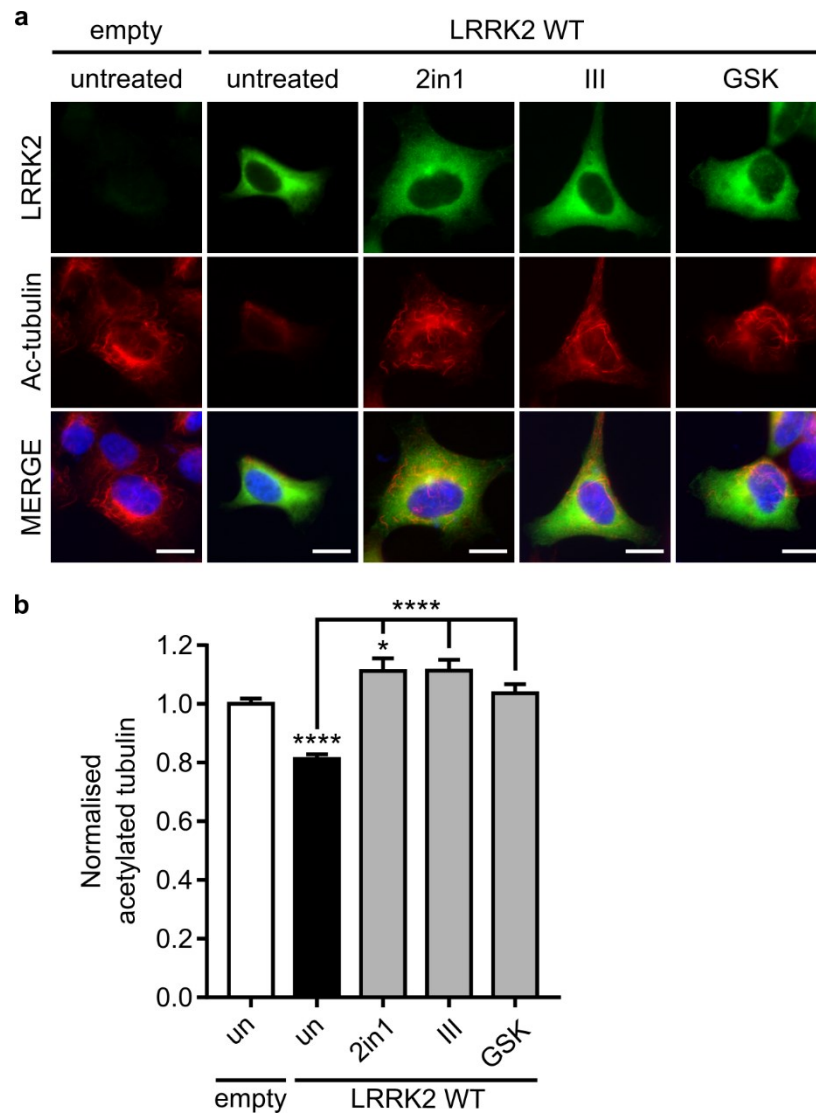 a
empty
LRRK2 WT
untreated
untreated
2in1
III
GSK
LRRK2
Ac-tubulin
MERGE
b
****
*
****
1.2
1.0
0.8
0.6
0.4
0.2
0.0
Normalised
acetylated tubulin
un
un
2in1
III
GSK
empty
LRRK2 WT